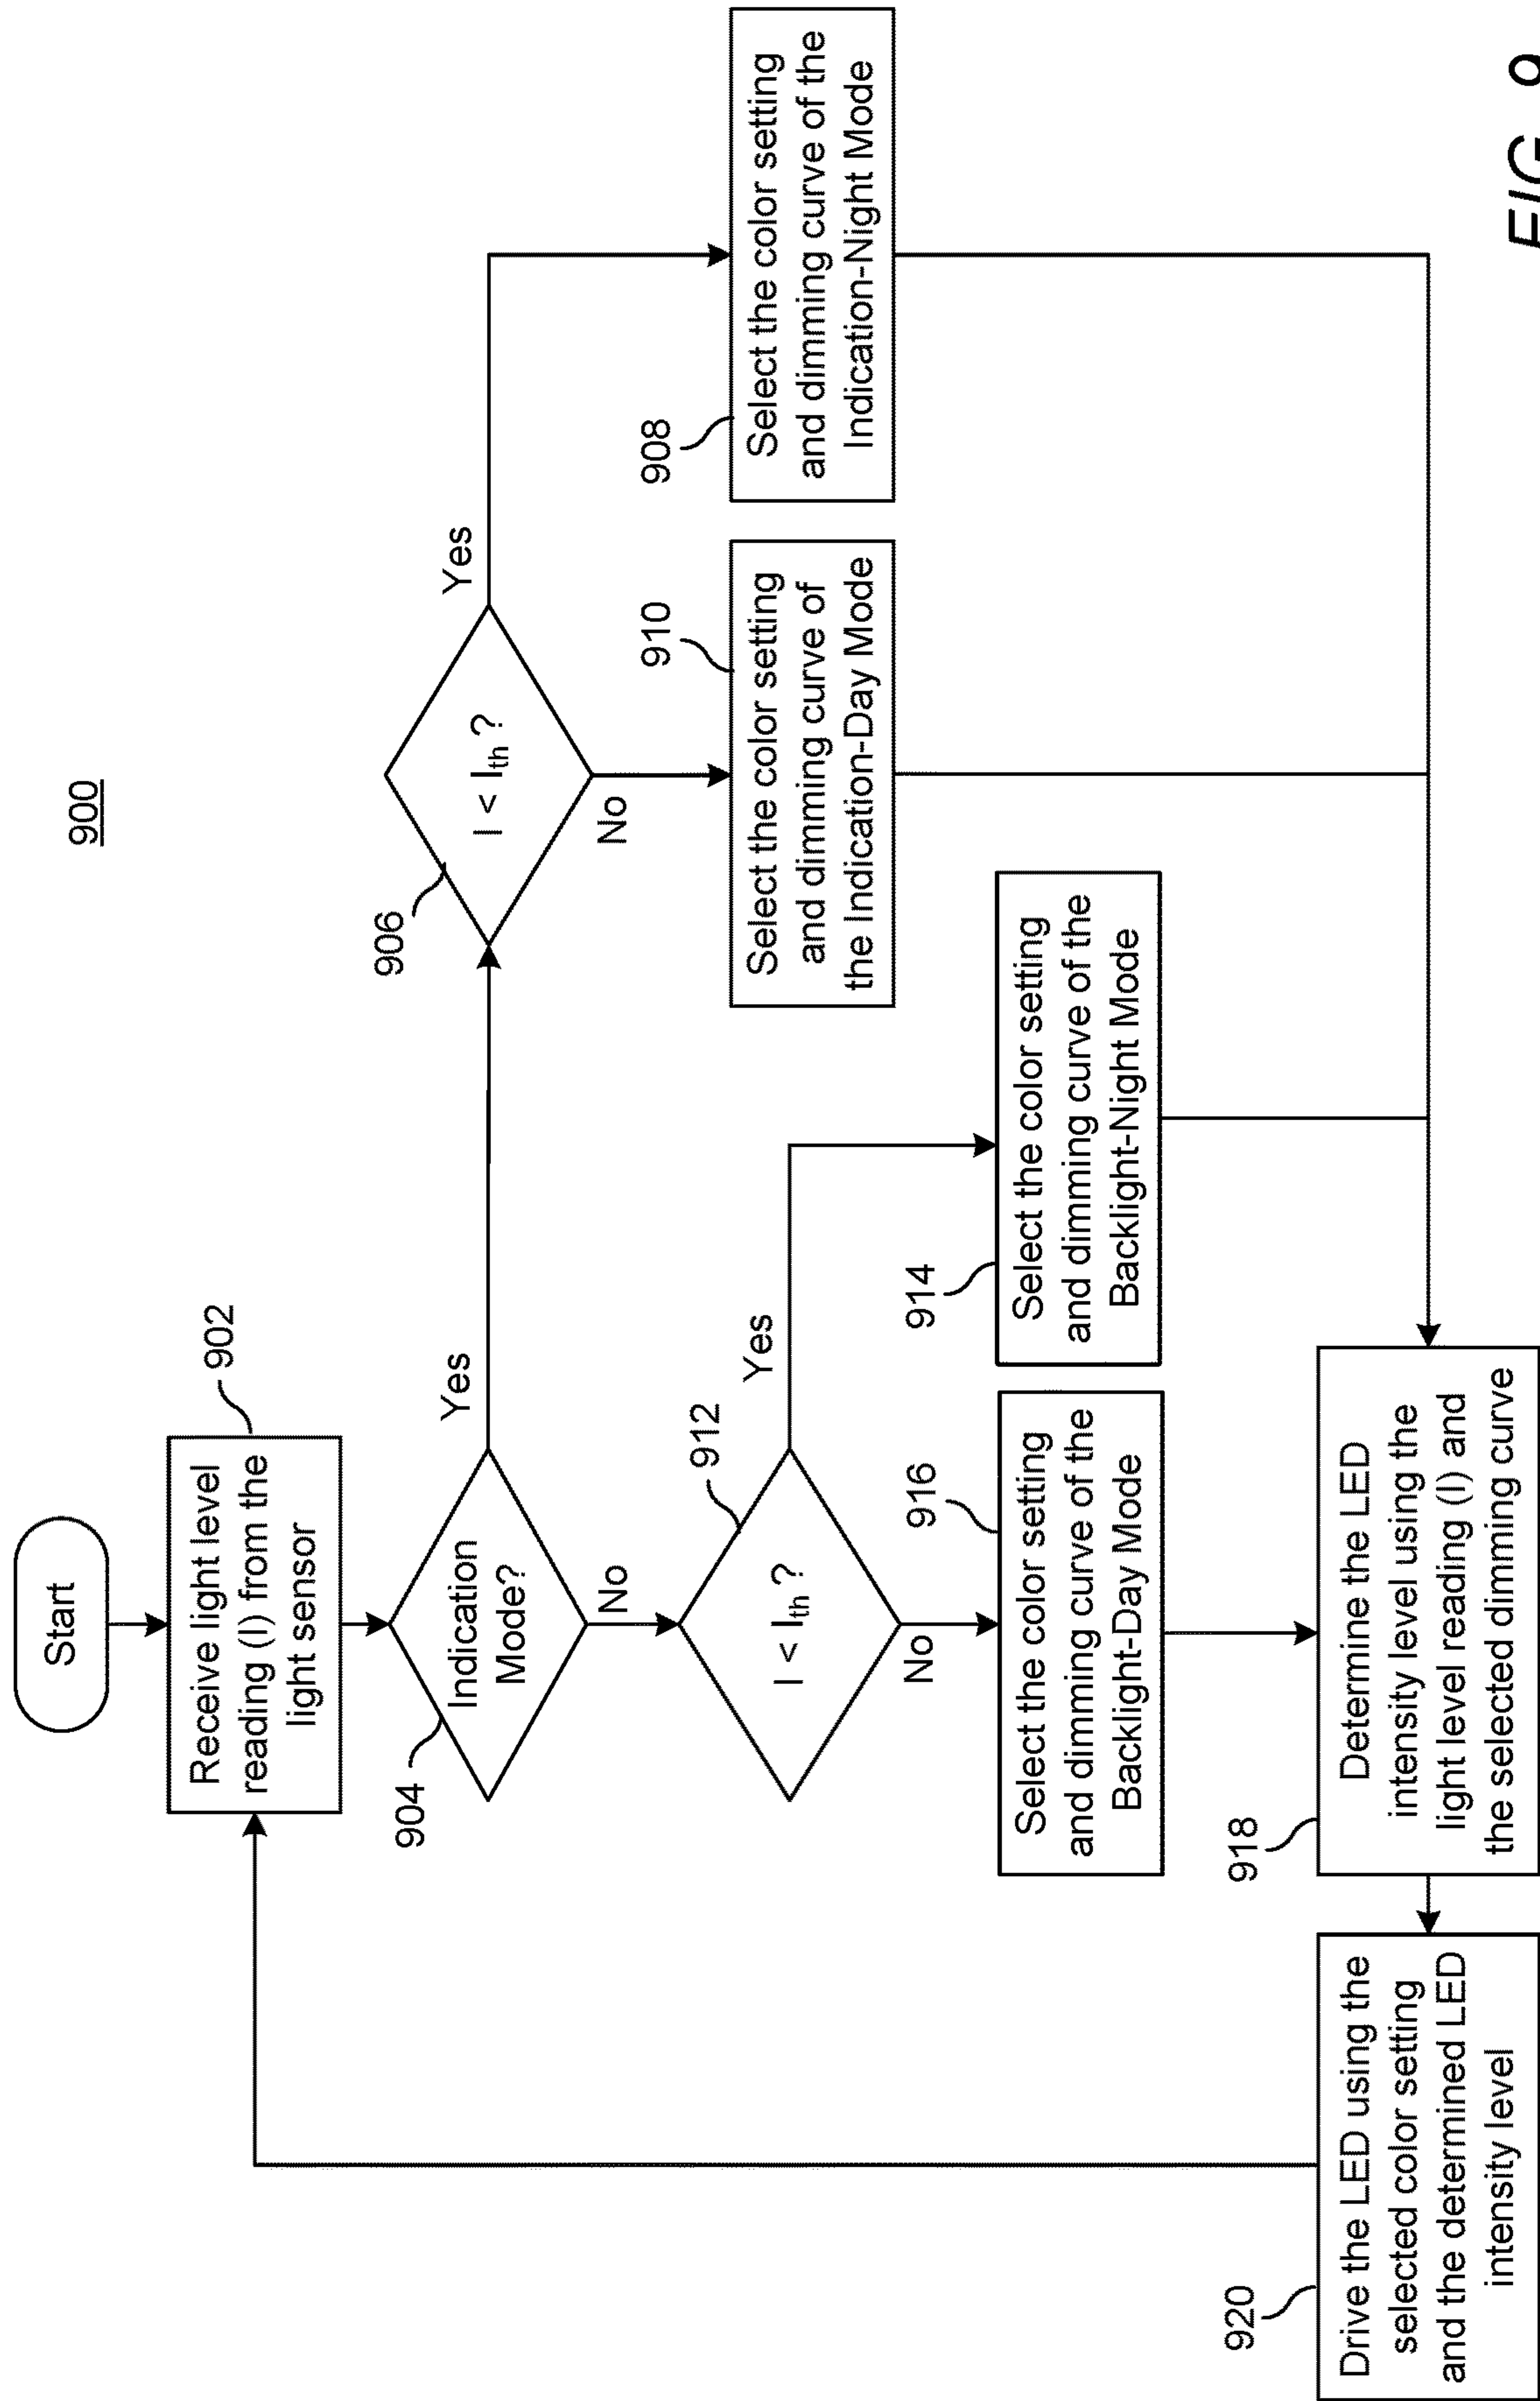 900
Start
Receive light level
reading (I) from the
light sensor
902
Indication
Mode?
904
Yes
No
I < Ith ?
906
Yes
No
Select the color setting
and dimming curve of the
Indication-Night Mode
908
Select the color setting
and dimming curve of
the Indication-Day Mode
910
I < Ith ?
912
Yes
No
Select the color setting
and dimming curve of the
Backlight-Night Mode
914
Select the color setting
and dimming curve of the
Backlight-Day Mode
916
Determine the LED
intensity level using the
light level reading (I) and
the selected dimming curve
918
Drive the LED using the
selected color setting
and the determined LED
intensity level
920
FIG. 9